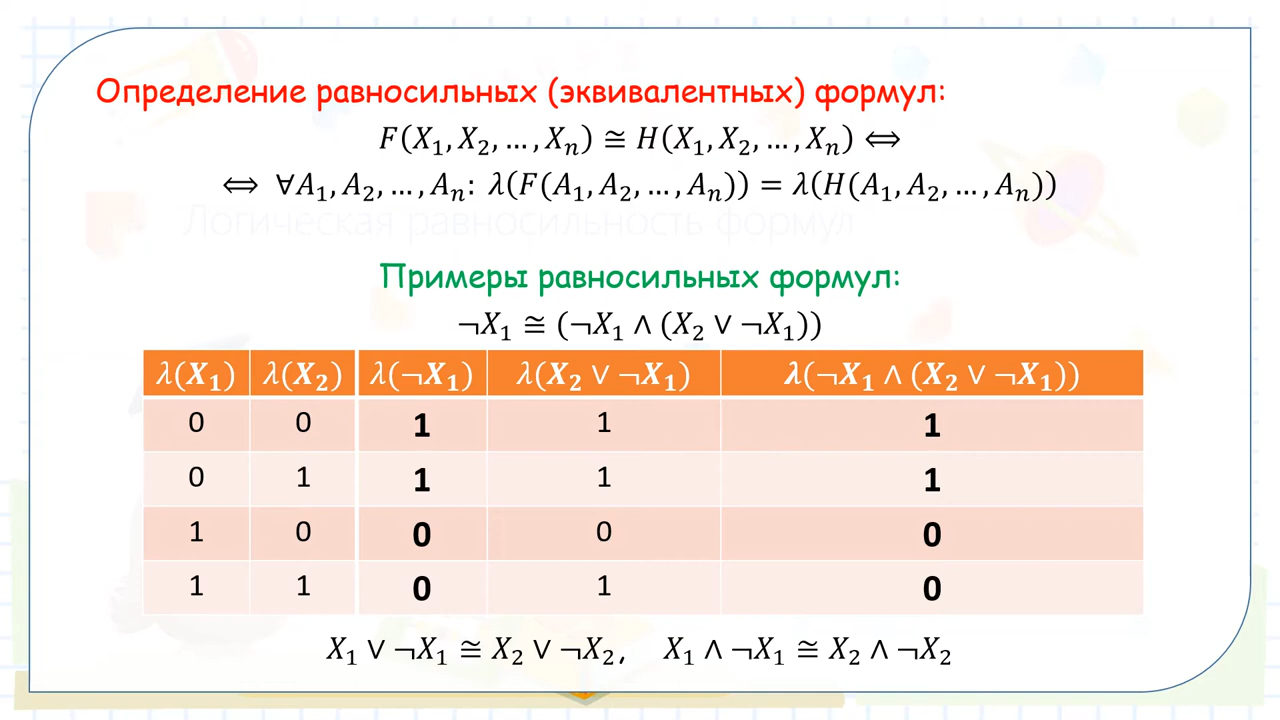 Определение равносильных (эквивалентных) формул:
F(X₁, X₂, …, Xₙ) ≅ H(X₁, X₂, …, Xₙ) ⟺
⟺ ∀A₁, A₂, …, Aₙ: λ(F(A₁, A₂, …, Aₙ)) = λ(H(A₁, A₂, …, Aₙ))
Логическая равносильность формул
Примеры равносильных формул:
¬X₁ ≅ (¬X₁ ∧ (X₂ ∨ ¬X₁))
λ(X₁) λ(X₂) λ(¬X₁) λ(X₂ ∨ ¬X₁) λ(¬X₁ ∧ (X₂ ∨ ¬X₁))
0 0 1 1 1
0 1 1 1 1
1 0 0 0 0
1 1 0 1 0
X₁ ∨ ¬X₁ ≅ X₂ ∨ ¬X₂, X₁ ∧ ¬X₁ ≅ X₂ ∧ ¬X₂